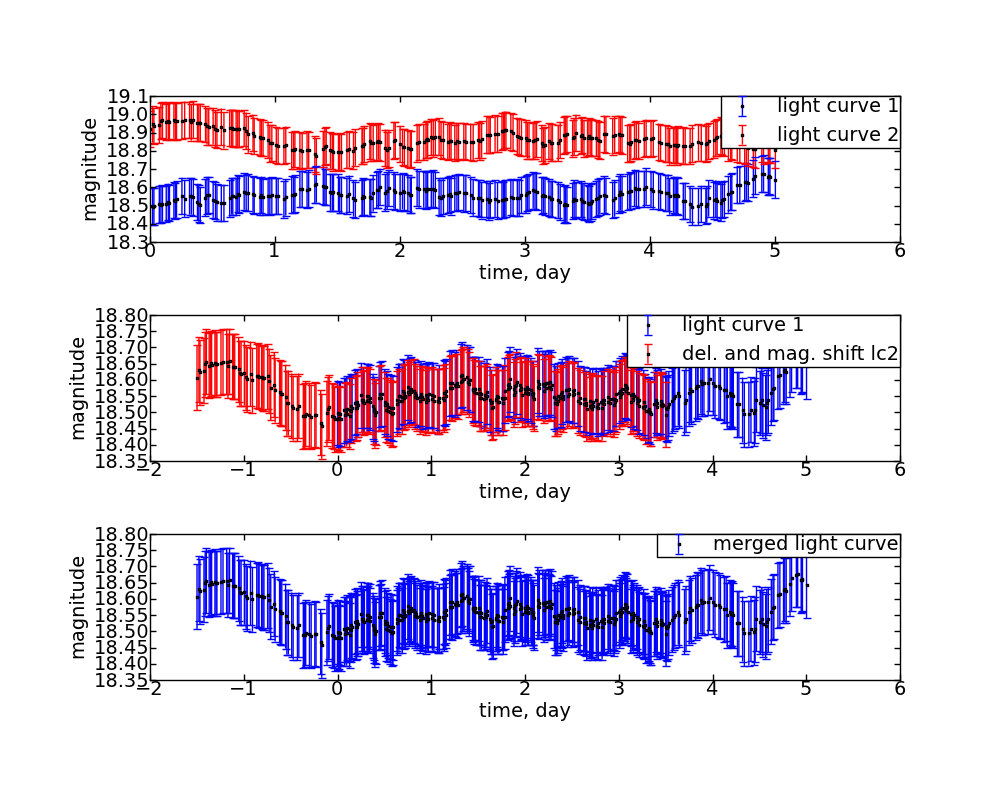 19.1
19.0
18.9
18.8
18.7
18.6
18.5
18.4
18.3
magnitude
light curve 1
light curve 2
0 1 2 3 4 5 6
time, day
18.80
18.75
18.70
18.65
18.60
18.55
18.50
18.45
18.40
18.35
magnitude
light curve 1
del. and mag. shift lc2
−2 −1 0 1 2 3 4 5 6
time, day
18.80
18.75
18.70
18.65
18.60
18.55
18.50
18.45
18.40
18.35
magnitude
merged light curve
−2 −1 0 1 2 3 4 5 6
time, day